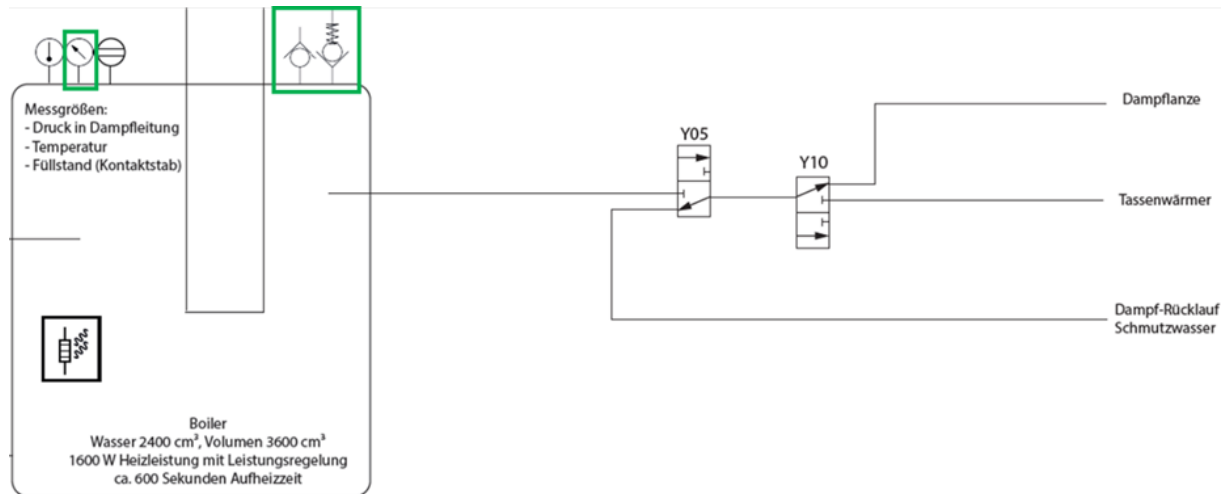 Messgrößen:
- Druck in Dampfleitung
- Temperatur
- Füllstand (Kontaktstab)
Y05
Y10
Dampflanze
Tassenwärmer
Dampf-Rücklauf
Schmutzwasser
Boiler
Wasser 2400 cm³, Volumen 3600 cm³
1600 W Heizleistung mit Leistungsregelung
ca. 600 Sekunden Aufheizzeit